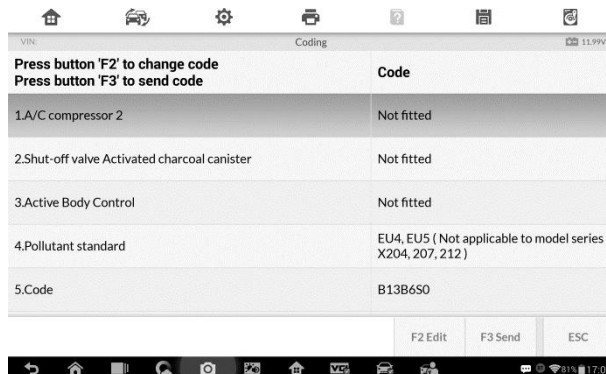 VIN:
Coding
11.99V
Press button 'F2' to change code
Press button 'F3' to send code
Code
1.A/C compressor 2
Not fitted
2.Shut-off valve Activated charcoal canister
Not fitted
3.Active Body Control
Not fitted
4.Pollutant standard
EU4, EU5 ( Not applicable to model series
X204, 207, 212 )
5.Code
B13B6S0
F2 Edit
F3 Send
ESC
VCI
81%